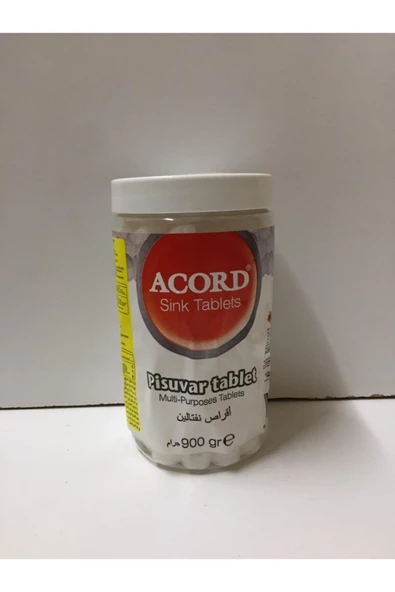 ACORD®
Sink Tablets
Pisuvar tablet
Multi-Purposes Tablets
أقراص نفتالين
900 gr e جرام